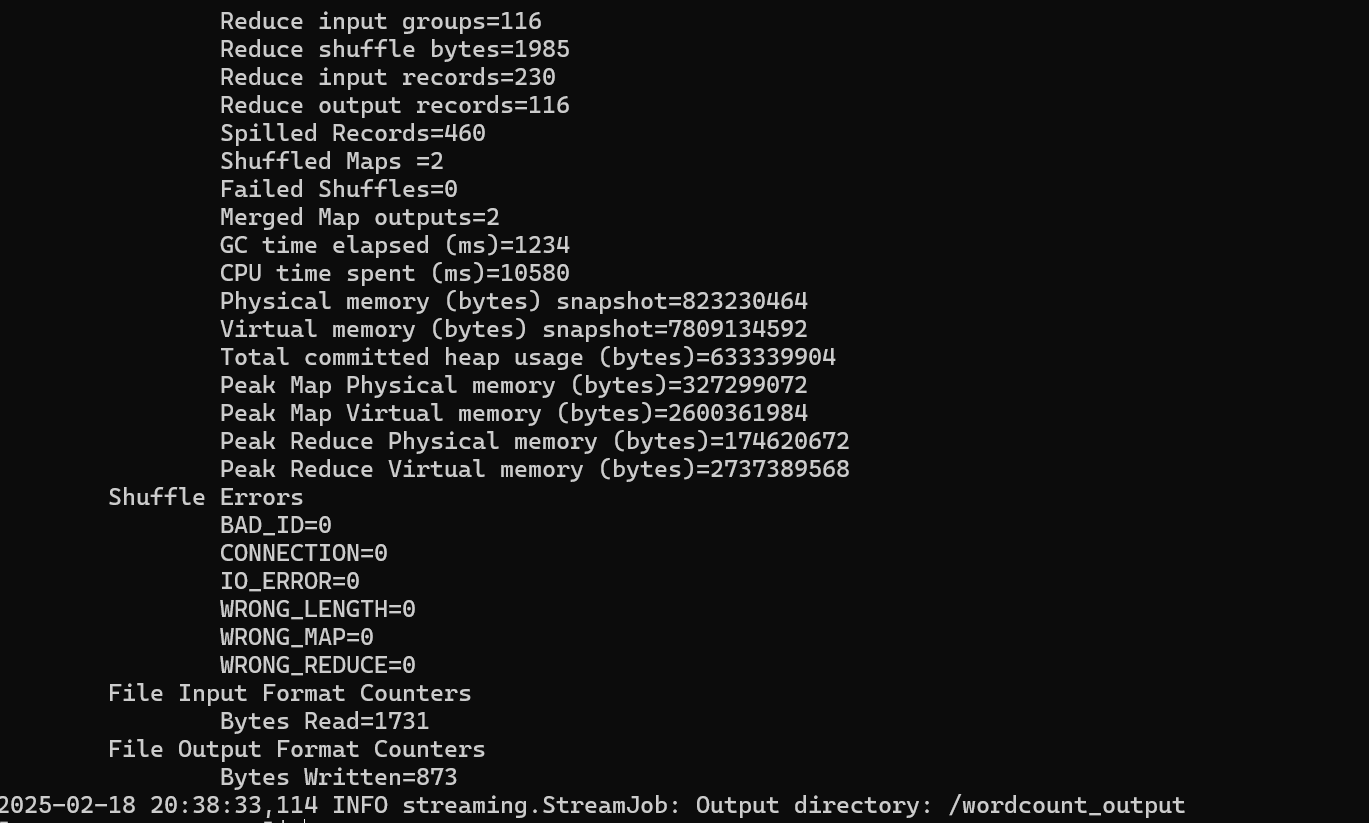 Reduce input groups=116
Reduce shuffle bytes=1985
Reduce input records=230
Reduce output records=116
Spilled Records=460
Shuffled Maps =2
Failed Shuffles=0
Merged Map outputs=2
GC time elapsed (ms)=1234
CPU time spent (ms)=10580
Physical memory (bytes) snapshot=823230464
Virtual memory (bytes) snapshot=7809134592
Total committed heap usage (bytes)=633339904
Peak Map Physical memory (bytes)=327299072
Peak Map Virtual memory (bytes)=2600361984
Peak Reduce Physical memory (bytes)=174620672
Peak Reduce Virtual memory (bytes)=2737389568
Shuffle Errors
BAD_ID=0
CONNECTION=0
IO_ERROR=0
WRONG_LENGTH=0
WRONG_MAP=0
WRONG_REDUCE=0
File Input Format Counters
Bytes Read=1731
File Output Format Counters
Bytes Written=873
2025-02-18 20:38:33,114 INFO streaming.StreamJob: Output directory: /wordcount_output